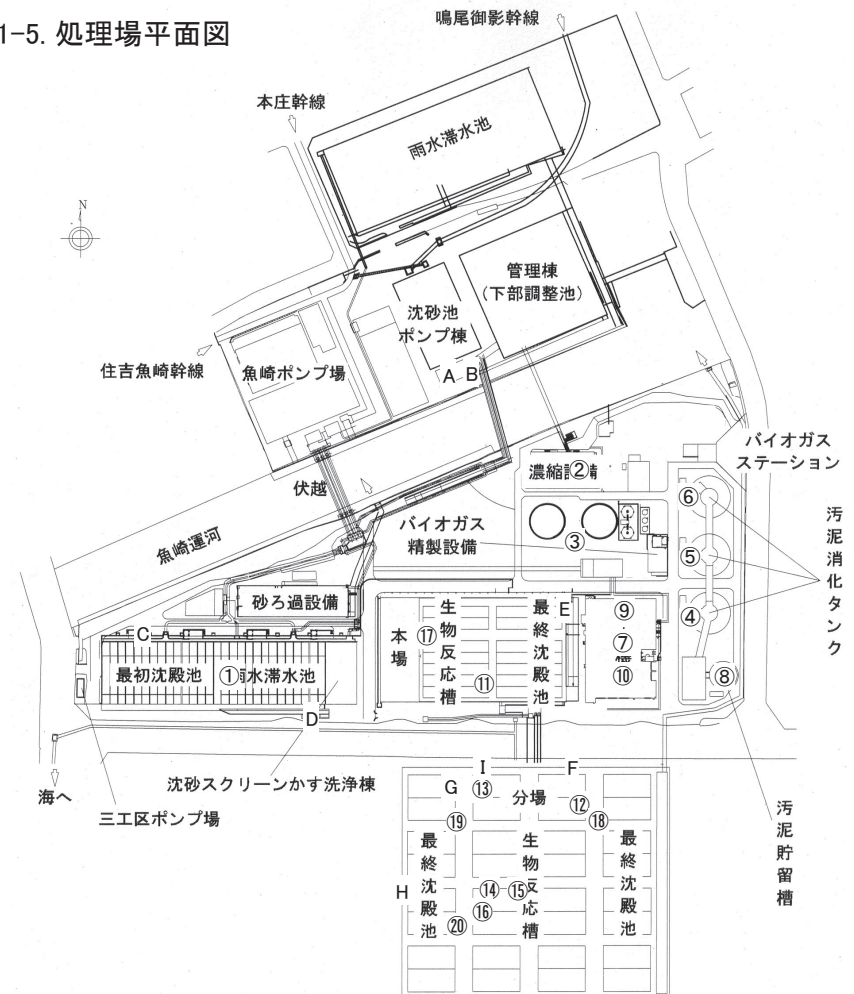 1-5. 処理場平面図
鳴尾御影幹線
本庄幹線
雨水滞水池
N
管理棟
(下部調整池)
沈砂池
ポンプ棟
住吉魚崎幹線
魚崎ポンプ場
A B
バイオガス
ステーション
濃縮設備
②
⑥
伏越
魚崎運河
バイオガス
精製設備
③
⑤
汚泥消化タンク
④
砂ろ過設備
C
本場
⑰
生物反応槽
⑪
最終沈殿池
E
⑨
⑦
⑩
⑧
最初沈殿池
①
雨水滞水池
D
沈砂スクリーンかす洗浄棟
海へ
三工区ポンプ場
I
F
G
⑬
分場
⑫
⑲
⑱
最終沈殿池
生物反応槽
最終沈殿池
汚泥貯留槽
H
⑭
⑮
⑯
⑳